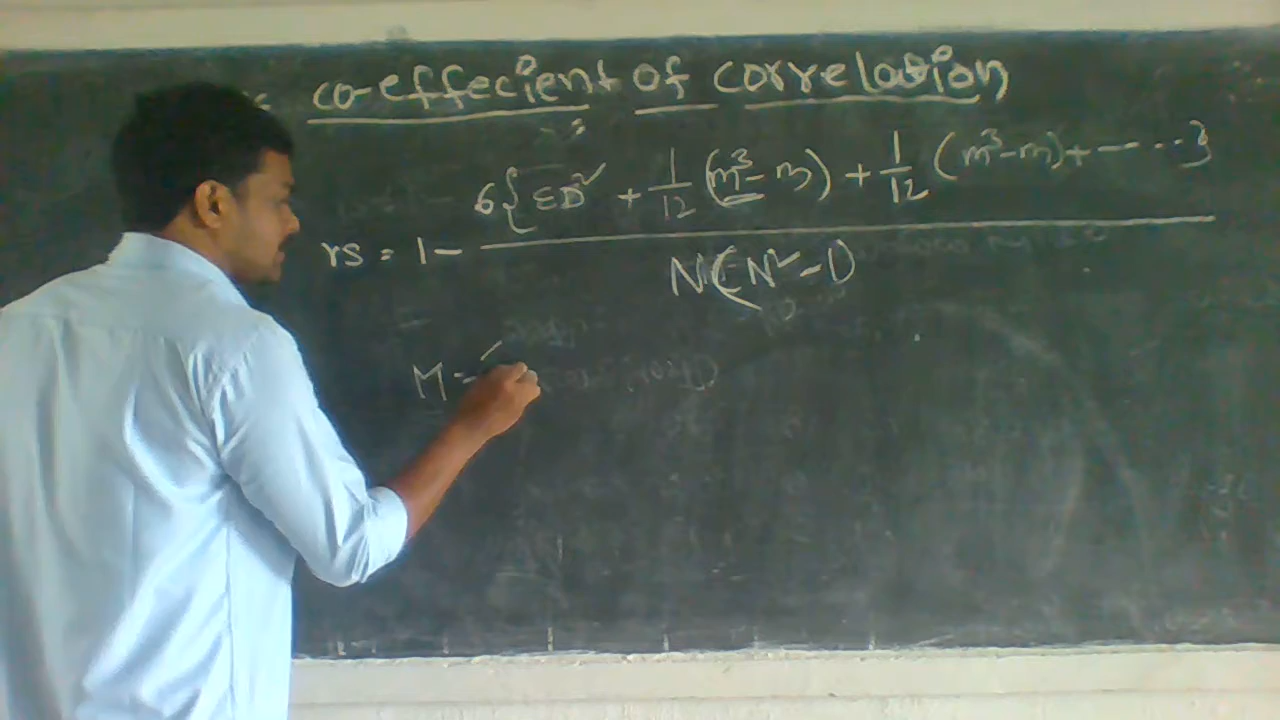 co-effecient of correlation
rs = 1 - 6{ΣD² + 1/12 (m³ - m) + 1/12 (m³ - m) + - - . . . } / N(N² - 1)
M =